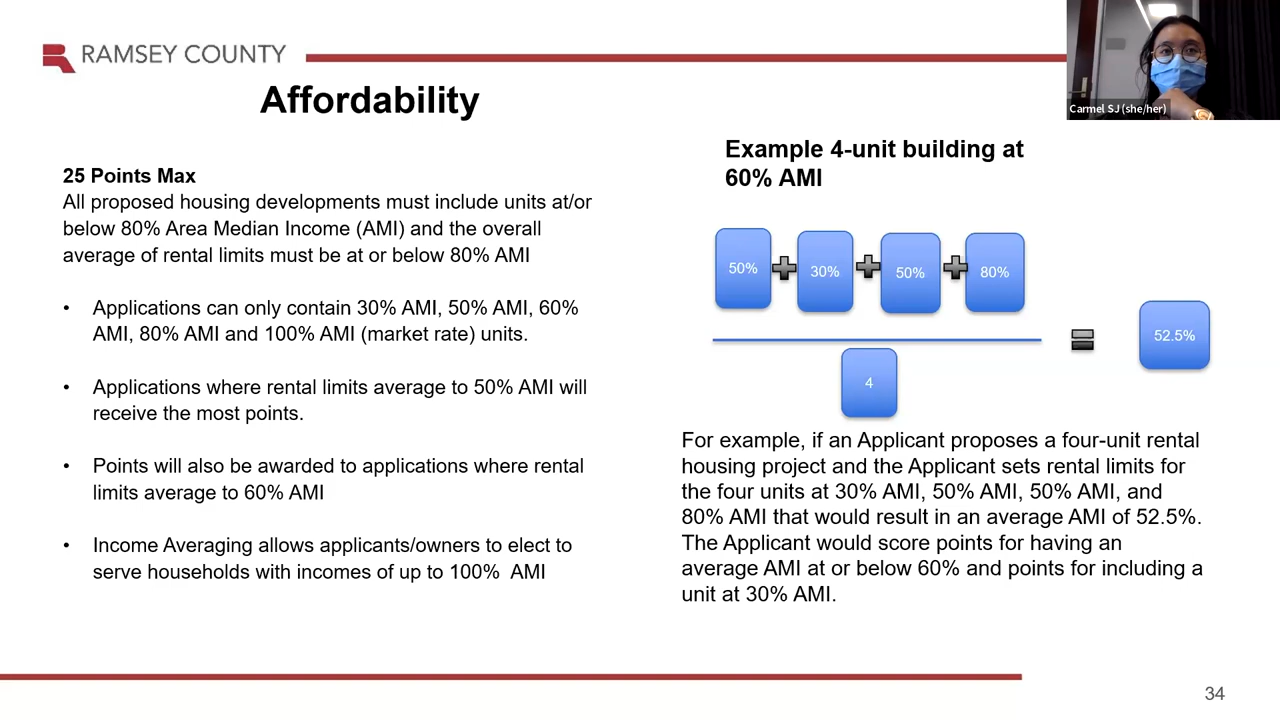 RAMSEY COUNTY
Carmel SJ (she/her)
Affordability
25 Points Max
All proposed housing developments must include units at/or
below 80% Area Median Income (AMI) and the overall
average of rental limits must be at or below 80% AMI
• Applications can only contain 30% AMI, 50% AMI, 60%
AMI, 80% AMI and 100% AMI (market rate) units.
• Applications where rental limits average to 50% AMI will
receive the most points.
• Points will also be awarded to applications where rental
limits average to 60% AMI
• Income Averaging allows applicants/owners to elect to
serve households with incomes of up to 100% AMI
Example 4-unit building at
60% AMI
50% + 30% + 50% + 80%
4
= 52.5%
For example, if an Applicant proposes a four-unit rental
housing project and the Applicant sets rental limits for
the four units at 30% AMI, 50% AMI, 50% AMI, and
80% AMI that would result in an average AMI of 52.5%.
The Applicant would score points for having an
average AMI at or below 60% and points for including a
unit at 30% AMI.
34